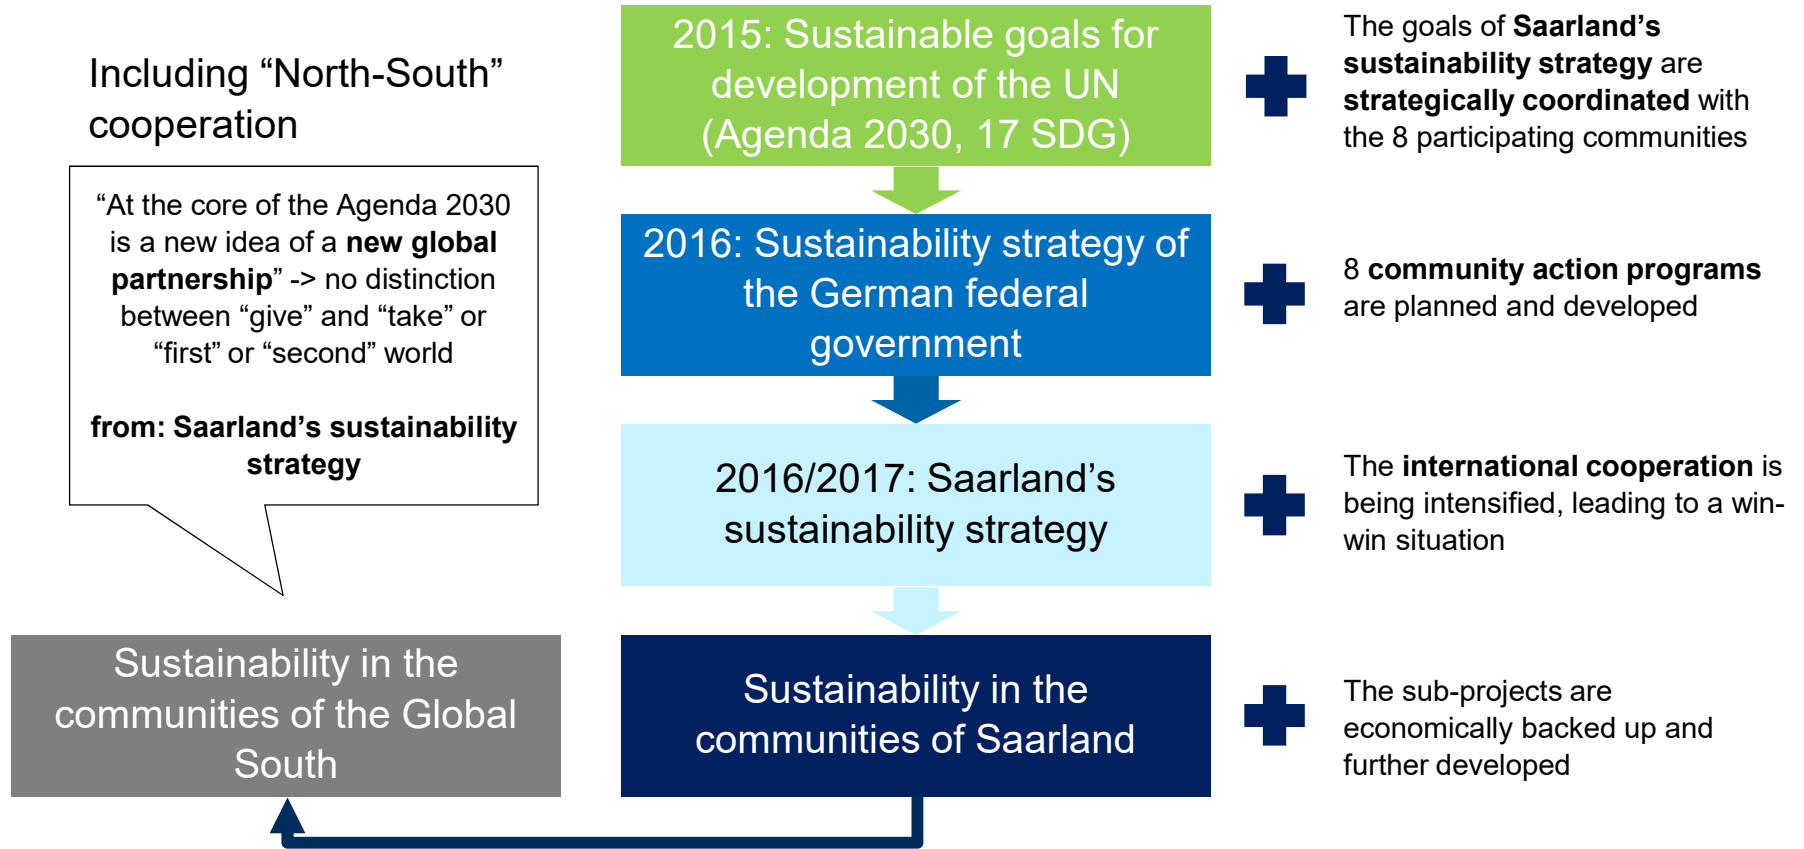 Including “North-South”
cooperation
“At the core of the Agenda 2030
is a new idea of a new global
partnership” -> no distinction
between “give” and “take” or
“first” or “second” world
from: Saarland’s sustainability
strategy
Sustainability in the
communities of the Global
South
2015: Sustainable goals for
development of the UN
(Agenda 2030, 17 SDG)
2016: Sustainability strategy of
the German federal
government
2016/2017: Saarland’s
sustainability strategy
Sustainability in the
communities of Saarland
The goals of Saarland’s
sustainability strategy are
strategically coordinated with
the 8 participating communities
8 community action programs
are planned and developed
The international cooperation is
being intensified, leading to a win-
win situation
The sub-projects are
economically backed up and
further developed